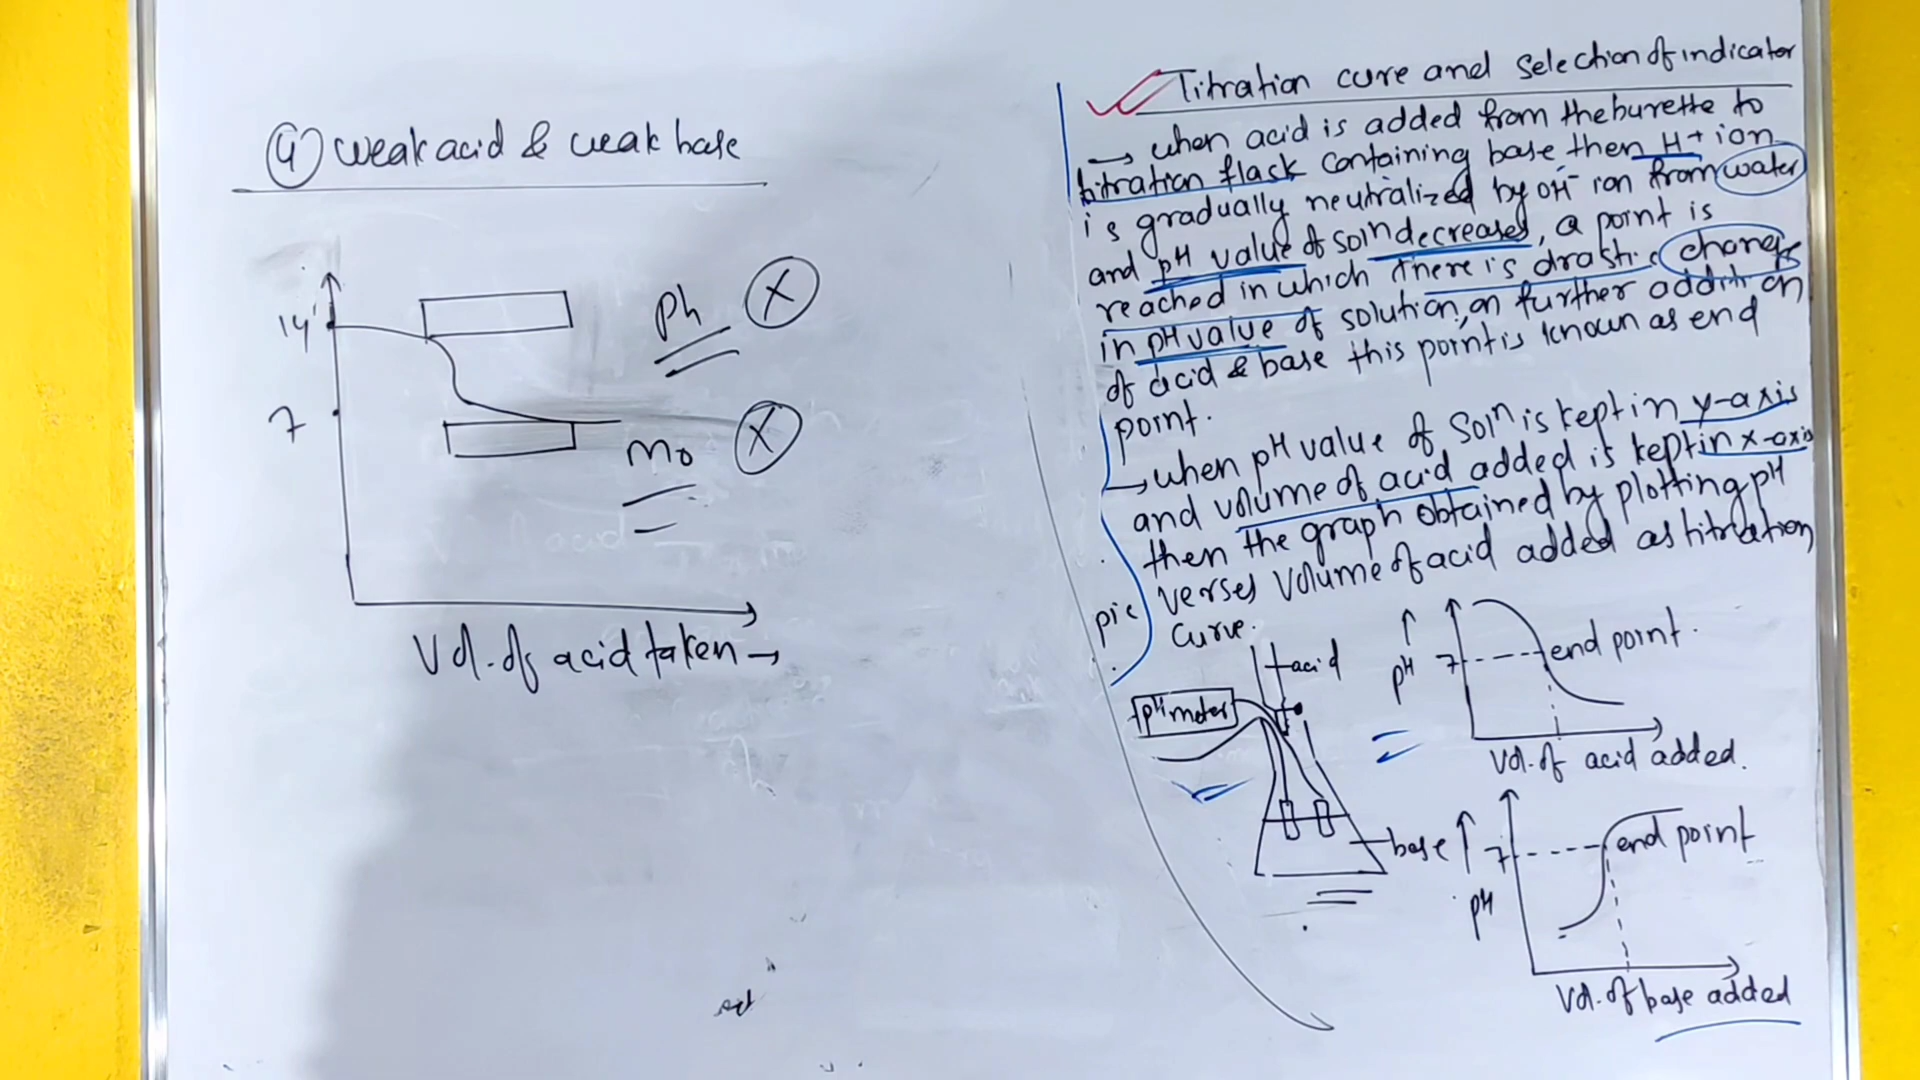 ④ weak acid & weak base
14
7
Ph X
Mo X
Vol. of acid taken →
Titration cure and selection of indicator
→ when acid is added from the burette to
titration flask containing base then H+ ion
is gradually neutralized by OH⁻ ion from water
and pH value of solⁿ decreases, a point is
reached in which there is drastic change
in pH value of solution, on further addition
of acid & base this point is known as end
point.
→ when pH value of solⁿ is kept in y-axis
and volume of acid added is kept in x-axis
then the graph obtained by plotting pH
verses volume of acid added as titration
curve.
pic
acid
pH meter
base
pH
7
end point.
Vol. of acid added.
pH
7
end point
Vol. of base added